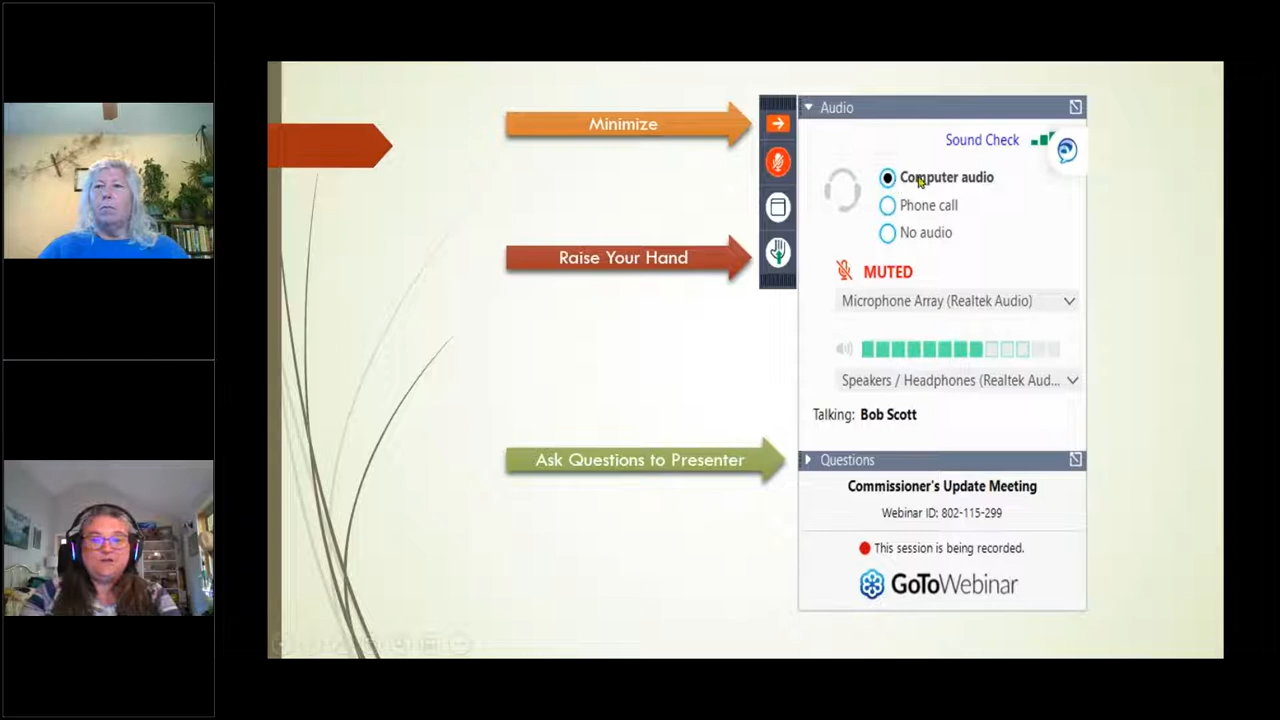 Minimize
Raise Your Hand
Ask Questions to Presenter
Audio
Sound Check
Computer audio
Phone call
No audio
MUTED
Microphone Array (Realtek Audio)
Speakers / Headphones (Realtek Aud...
Talking: Bob Scott
Questions
Commissioner's Update Meeting
Webinar ID: 802-115-299
This session is being recorded.
GoToWebinar